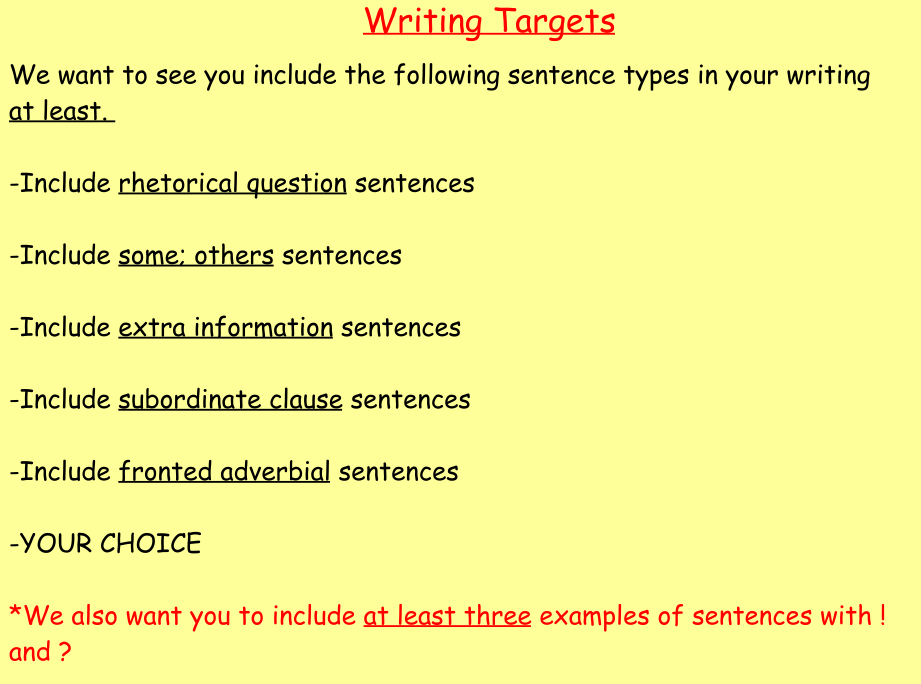 Writing Targets
We want to see you include the following sentence types in your writing
at least.
-Include rhetorical question sentences
-Include some; others sentences
-Include extra information sentences
-Include subordinate clause sentences
-Include fronted adverbial sentences
-YOUR CHOICE
*We also want you to include at least three examples of sentences with !
and ?